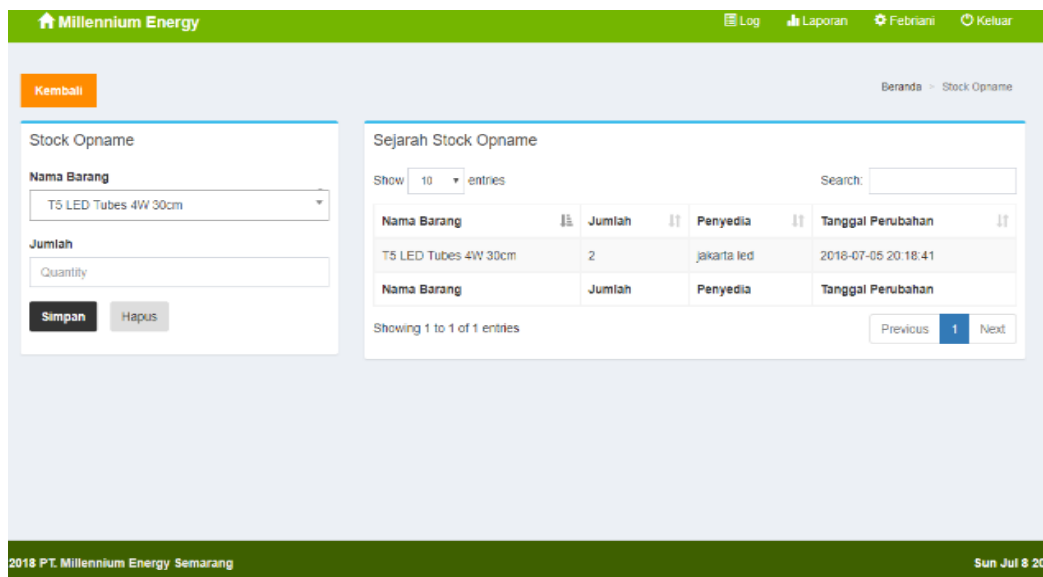 Millennium Energy Log Laporan Febriani Keluar
Kembali
Beranda > Stock Opname
Stock Opname
Nama Barang
T5 LED Tubes 4W 30cm
Jumlah
Quantity
Simpan Hapus
Sejarah Stock Opname
Show 10 entries Search:
Nama Barang Jumlah Penyedia Tanggal Perubahan
T5 LED Tubes 4W 30cm 2 jakarta led 2018-07-05 20:18:41
Nama Barang Jumlah Penyedia Tanggal Perubahan
Showing 1 to 1 of 1 entries Previous 1 Next
2018 PT. Millennium Energy Semarang Sun Jul 8 20